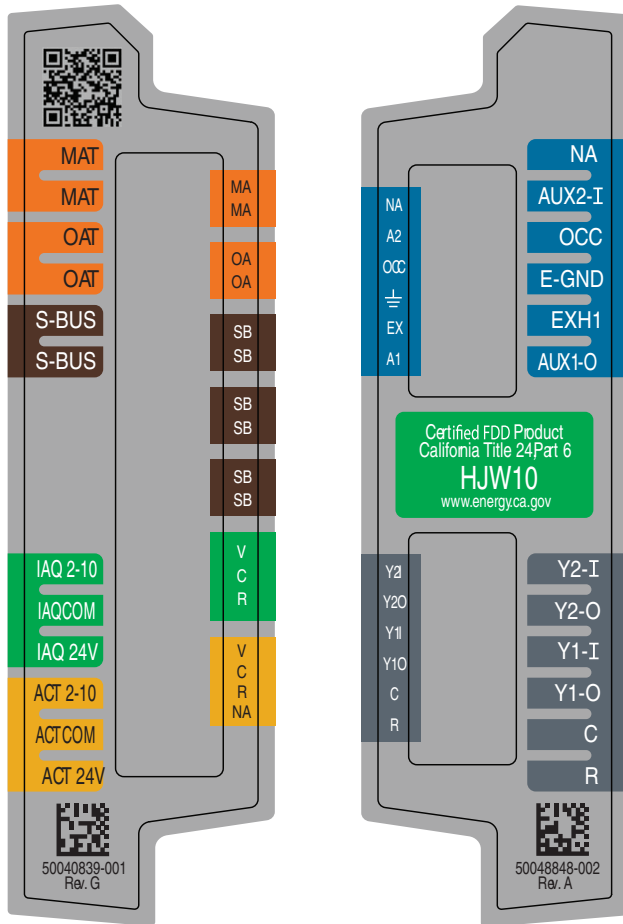 MAT
MAT
OAT
OAT
S-BUS
S-BUS
IAQ 2-10
IAQCOM
IAQ 24V
ACT 2-10
ACTCOM
ACT 24V
50040839-001
Rev. G
MA
MA
OA
OA
SB
SB
SB
SB
SB
SB
V
C
R
V
C
R
NA
NA
A2
OCC
EX
A1
Y2I
Y2O
Y1I
Y1O
C
R
Certified FDD Product
California Title 24,Part 6
HJW10
www.energy.ca.gov
NA
AUX2-I
OCC
E-GND
EXH1
AUX1-O
Y2-I
Y2-O
Y1-I
Y1-O
C
R
50048848-002
Rev. A